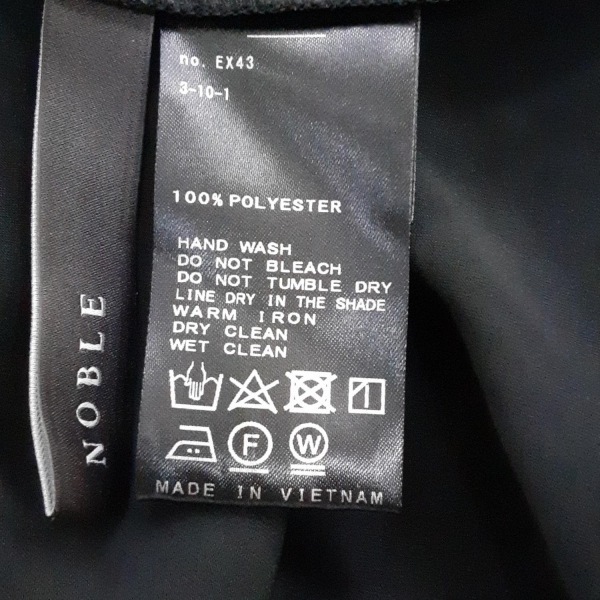 no. EX43
3-10-1
100% POLYESTER
HAND WASH
DO NOT BLEACH
DO NOT TUMBLE DRY
LINE DRY IN THE SHADE
WARM IRON
DRY CLEAN
WET CLEAN
F W
MADE IN VIETNAM
NOBLE